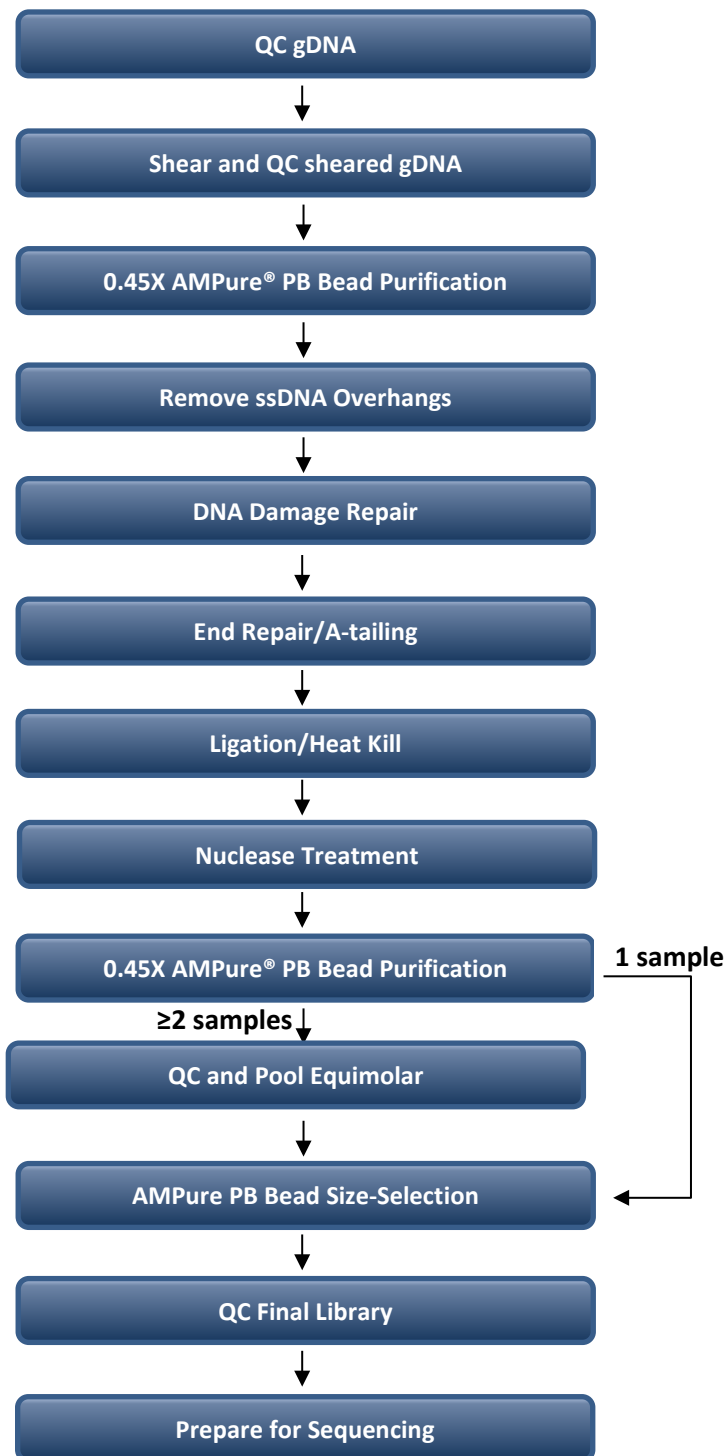 QC gDNA
Shear and QC sheared gDNA
0.45X AMPure® PB Bead Purification
Remove ssDNA Overhangs
DNA Damage Repair
End Repair/A-tailing
Ligation/Heat Kill
Nuclease Treatment
0.45X AMPure® PB Bead Purification
1 sample
≥2 samples
QC and Pool Equimolar
AMPure PB Bead Size-Selection
QC Final Library
Prepare for Sequencing